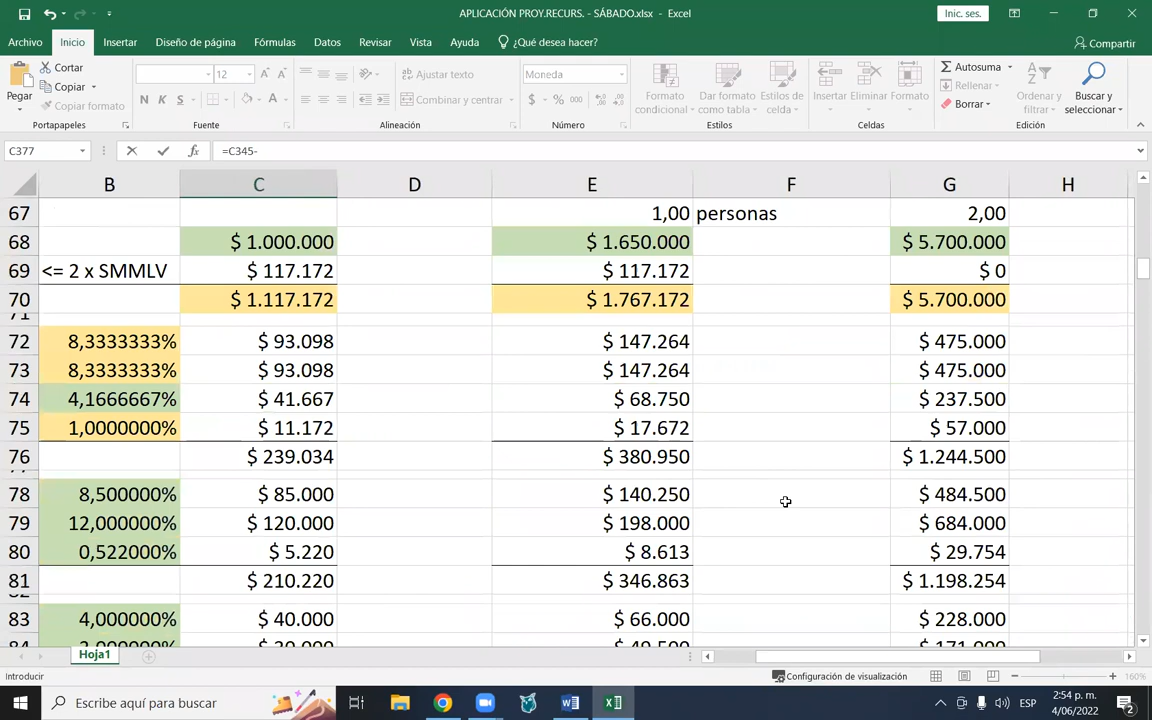 APLICACIÓN PROY.RECURS. - SÁBADO.xlsx - Excel
Inic. ses.
Archivo Inicio Insertar Diseño de página Fórmulas Datos Revisar Vista Ayuda ¿Qué desea hacer? Compartir
Pegar
Cortar
Copiar
Copiar formato
Portapapeles
12
N K S
Fuente
Ajustar texto
Combinar y centrar
Alineación
Moneda
$ % 000
Número
Formato condicional
Dar formato como tabla
Estilos de celda
Estilos
Insertar Eliminar Formato
Celdas
Autosuma
Rellenar
Borrar
Ordenar y filtrar
Buscar y seleccionar
Edición
C377 fx =C345-
B C D E F G H
67 1,00 personas 2,00
68 $ 1.000.000 $ 1.650.000 $ 5.700.000
69 <= 2 x SMMLV $ 117.172 $ 117.172 $ 0
70 $ 1.117.172 $ 1.767.172 $ 5.700.000
71
72 8,3333333% $ 93.098 $ 147.264 $ 475.000
73 8,3333333% $ 93.098 $ 147.264 $ 475.000
74 4,1666667% $ 41.667 $ 68.750 $ 237.500
75 1,0000000% $ 11.172 $ 17.672 $ 57.000
76 $ 239.034 $ 380.950 $ 1.244.500
78 8,500000% $ 85.000 $ 140.250 $ 484.500
79 12,000000% $ 120.000 $ 198.000 $ 684.000
80 0,522000% $ 5.220 $ 8.613 $ 29.754
81 $ 210.220 $ 346.863 $ 1.198.254
83 4,000000% $ 40.000 $ 66.000 $ 228.000
Hoja1
Introducir Configuración de visualización 160%
Escribe aquí para buscar
ESP
2:54 p. m.
4/06/2022
2